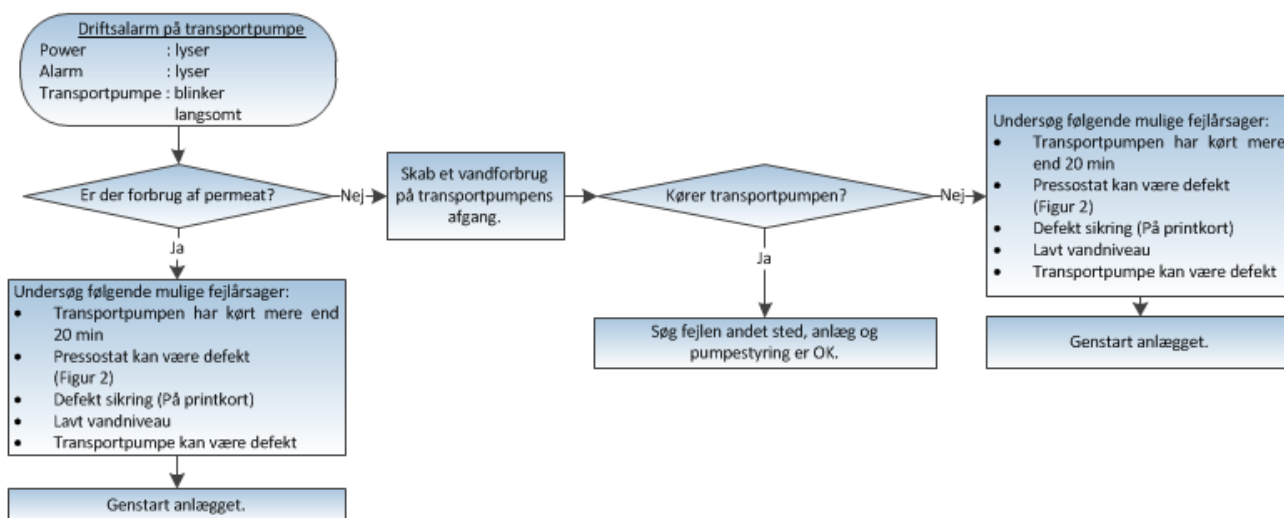 Driftsalarm på transportpumpe
Power : lyser
Alarm : lyser
Transportpumpe : blinker
langsomt
Er der forbrug af permeat?
Nej
Skab et vandforbrug
på transportpumpens
afgang.
Kører transportpumpen?
Nej
Undersøg følgende mulige fejlårsager:
• Transportpumpen har kørt mere
end 20 min
• Pressostat kan være defekt
(Figur 2)
• Defekt sikring (På printkort)
• Lavt vandniveau
• Transportpumpe kan være defekt
Genstart anlægget.
Ja
Søg fejlen andet sted, anlæg og
pumpestyring er OK.
Ja
Undersøg følgende mulige fejlårsager:
• Transportpumpen har kørt mere end
20 min
• Pressostat kan være defekt
(Figur 2)
• Defekt sikring (På printkort)
• Lavt vandniveau
• Transportpumpe kan være defekt
Genstart anlægget.